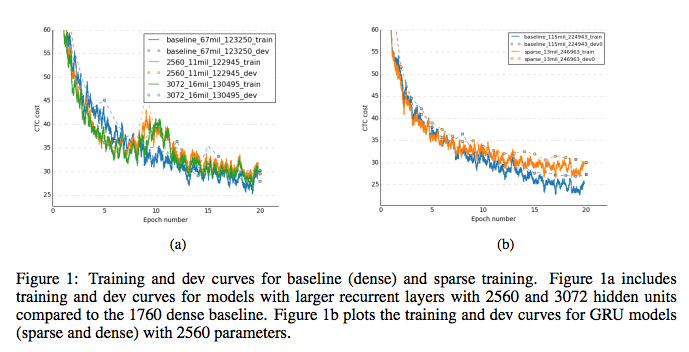 60
55
50
45
40
35
30
25
CTC cost
0 5 10 15 20
Epoch number
baseline_67mil_123250_train
baseline_67mil_123250_dev
2560_11mil_122945_train
2560_11mil_122945_dev
3072_16mil_130495_train
3072_16mil_130495_dev
(a)
60
55
50
45
40
35
30
25
CTC cost
0 5 10 15 20
Epoch number
baseline_115mil_224943_train
baseline_115mil_224943_dev0
sparse_13mil_246963_train
sparse_13mil_246963_dev0
(b)
Figure 1: Training and dev curves for baseline (dense) and sparse training. Figure 1a includes
training and dev curves for models with larger recurrent layers with 2560 and 3072 hidden units
compared to the 1760 dense baseline. Figure 1b plots the training and dev curves for GRU models
(sparse and dense) with 2560 parameters.